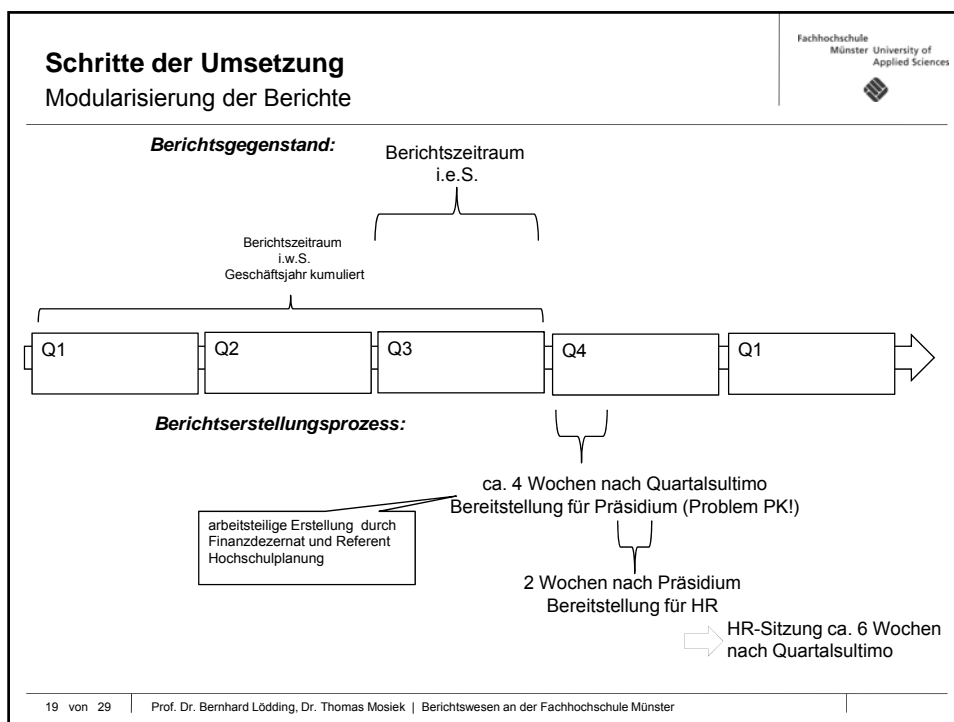 Schritte der Umsetzung
Modularisierung der Berichte
Fachhochschule
Münster University of
Applied Sciences
Berichtsgegenstand:
Berichtszeitraum
i.e.S.
Berichtszeitraum
i.w.S.
Geschäftsjahr kumuliert
Q1
Q2
Q3
Q4
Q1
Berichtserstellungsprozess:
ca. 4 Wochen nach Quartalsultimo
Bereitstellung für Präsidium (Problem PK!)
arbeitsteilige Erstellung durch
Finanzdezernat und Referent
Hochschulplanung
2 Wochen nach Präsidium
Bereitstellung für HR
HR-Sitzung ca. 6 Wochen
nach Quartalsultimo
19 von 29
Prof. Dr. Bernhard Lödding, Dr. Thomas Mosiek | Berichtswesen an der Fachhochschule Münster